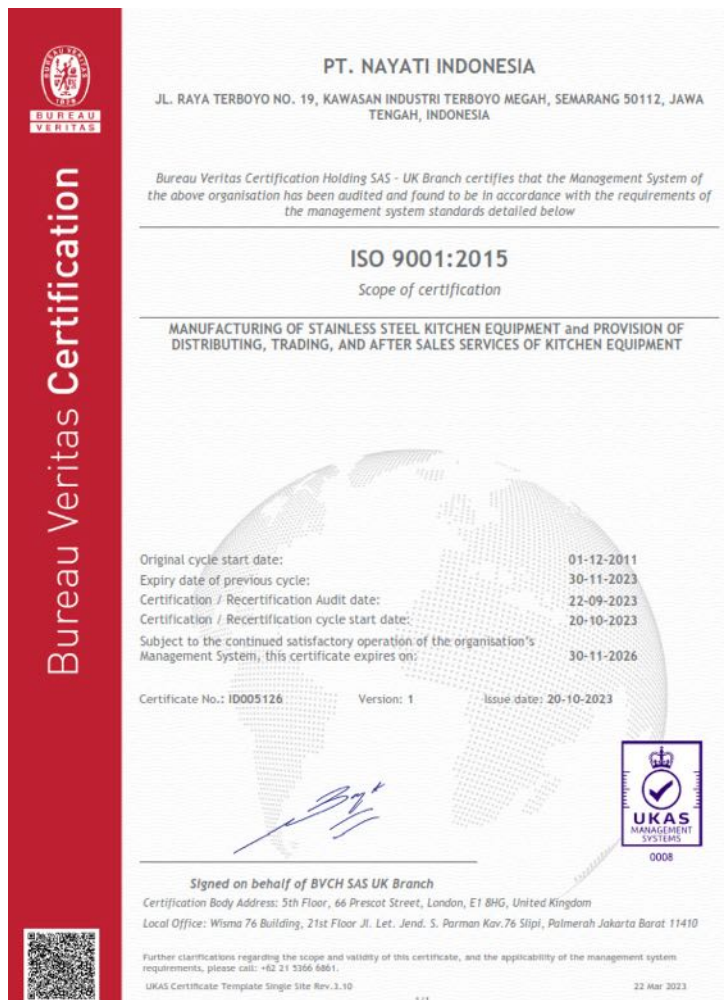 BUREAU VERITAS
1828
BUREAU
VERITAS
Bureau Veritas Certification
PT. NAYATI INDONESIA
JL. RAYA TERBOYO NO. 19, KAWASAN INDUSTRI TERBOYO MEGAH, SEMARANG 50112, JAWA
TENGAH, INDONESIA
Bureau Veritas Certification Holding SAS – UK Branch certifies that the Management System of
the above organisation has been audited and found to be in accordance with the requirements of
the management system standards detailed below
ISO 9001:2015
Scope of certification
MANUFACTURING OF STAINLESS STEEL KITCHEN EQUIPMENT and PROVISION OF
DISTRIBUTING, TRADING, AND AFTER SALES SERVICES OF KITCHEN EQUIPMENT
Original cycle start date: 01-12-2011
Expiry date of previous cycle: 30-11-2023
Certification / Recertification Audit date: 22-09-2023
Certification / Recertification cycle start date: 20-10-2023
Subject to the continued satisfactory operation of the organisation's
Management System, this certificate expires on: 30-11-2026
Certificate No.: ID005126 Version: 1 Issue date: 20-10-2023
UKAS
MANAGEMENT
SYSTEMS
0008
Signed on behalf of BVCH SAS UK Branch
Certification Body Address: 5th Floor, 66 Prescot Street, London, E1 8HG, United Kingdom
Local Office: Wisma 76 Building, 21st Floor Jl. Let. Jend. S. Parman Kav.76 Slipi, Palmerah Jakarta Barat 11410
Further clarifications regarding the scope and validity of this certificate, and the applicability of the management system
requirements, please call: +62 21 5366 6861.
UKAS Certificate Template Single Site Rev.3.10 22 Mar 2023